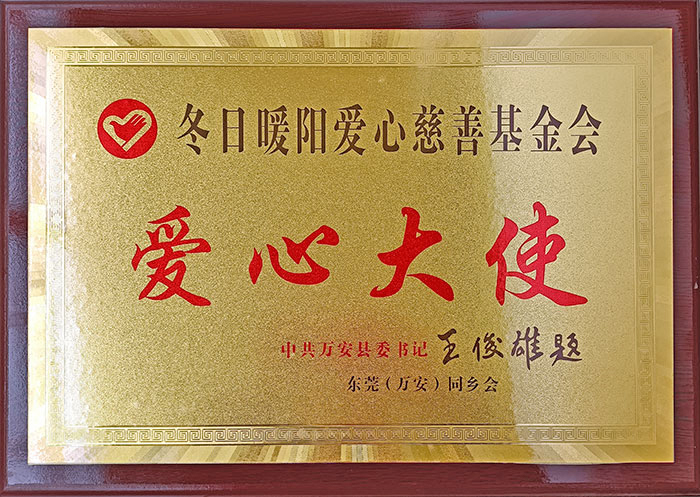 冬日暖阳爱心慈善基金会
爱心大使
中共万安县委书记 王俊雄题
东莞(万安)同乡会